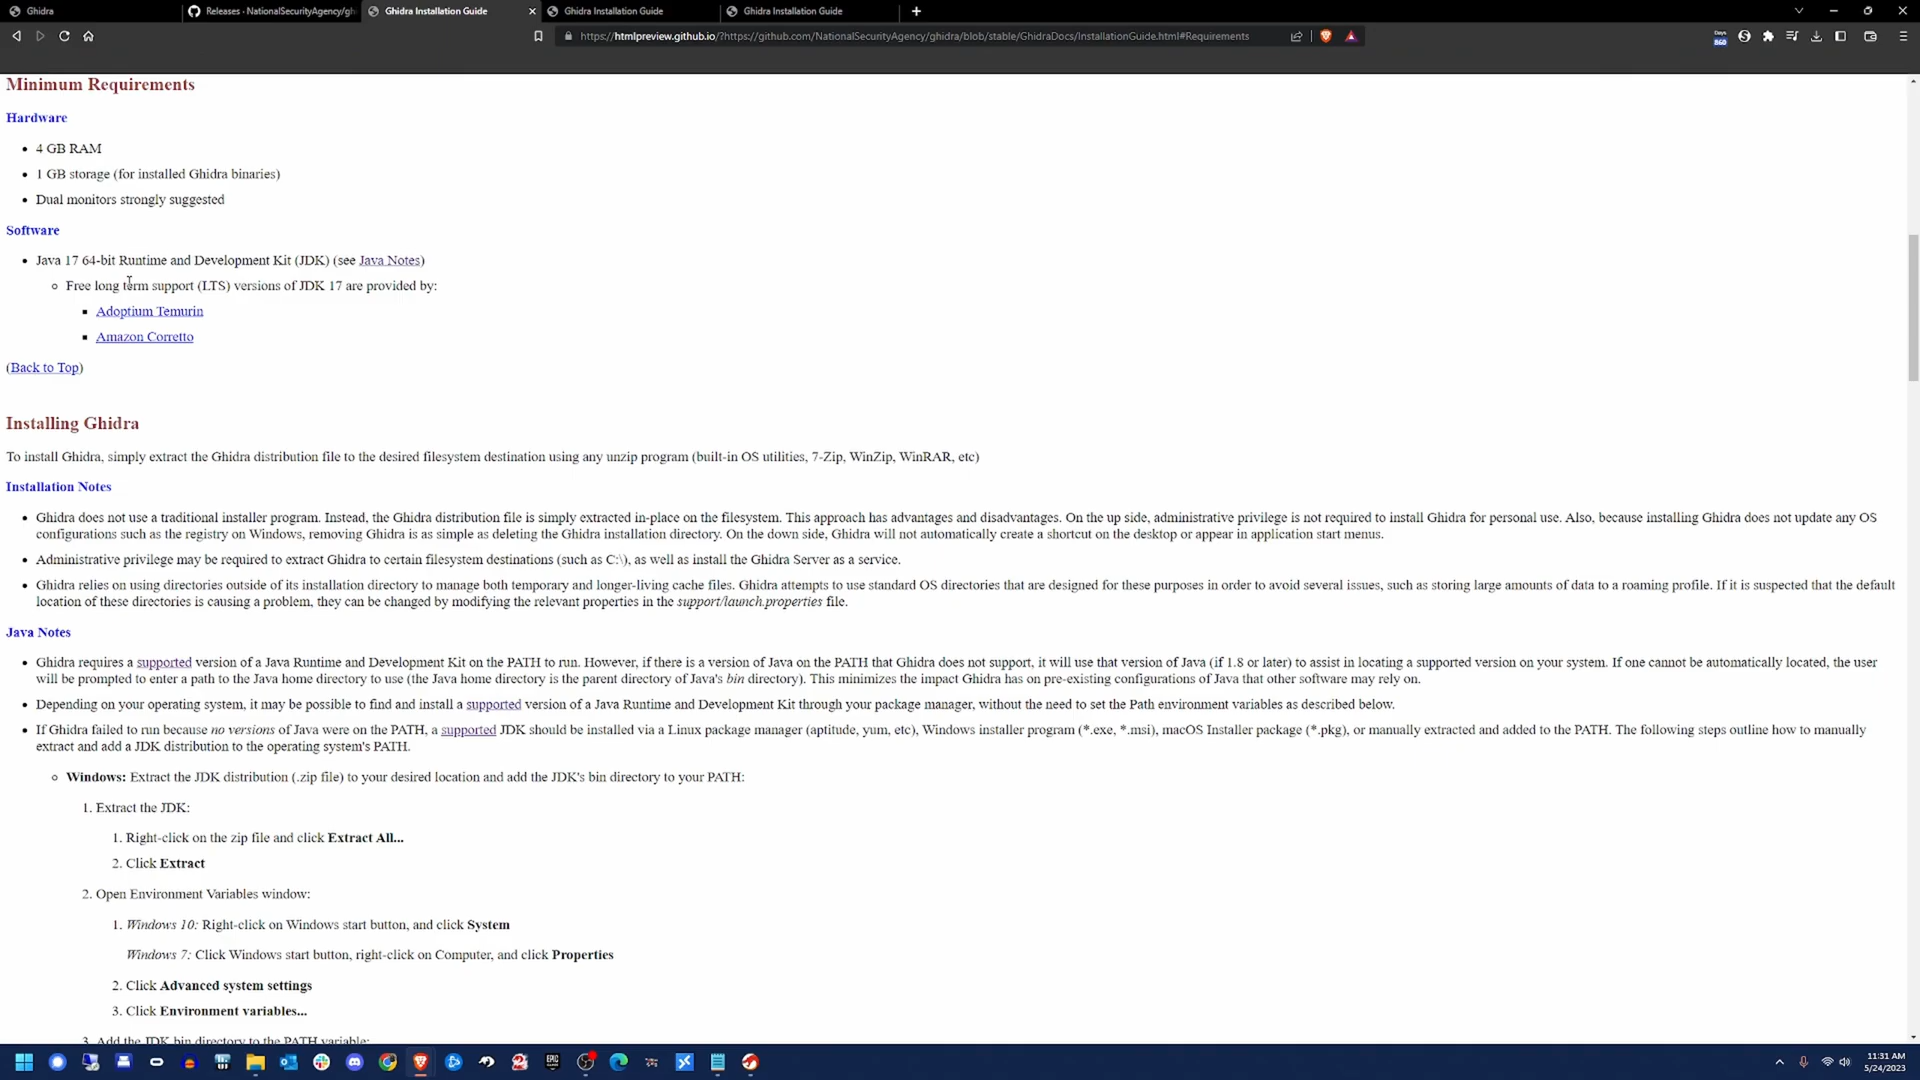 Ghidra
Releases · NationalSecurityAgency/gh
Ghidra Installation Guide
Ghidra Installation Guide
Ghidra Installation Guide
https://htmlpreview.github.io/?https://github.com/NationalSecurityAgency/ghidra/blob/stable/GhidraDocs/InstallationGuide.html#Requirements
Minimum Requirements
Hardware
4 GB RAM
1 GB storage (for installed Ghidra binaries)
Dual monitors strongly suggested
Software
Java 17 64-bit Runtime and Development Kit (JDK) (see Java Notes)
Free long term support (LTS) versions of JDK 17 are provided by:
Adoptium Temurin
Amazon Corretto
(Back to Top)
Installing Ghidra
To install Ghidra, simply extract the Ghidra distribution file to the desired filesystem destination using any unzip program (built-in OS utilities, 7-Zip, WinZip, WinRAR, etc)
Installation Notes
Ghidra does not use a traditional installer program. Instead, the Ghidra distribution file is simply extracted in-place on the filesystem. This approach has advantages and disadvantages. On the up side, administrative privilege is not required to install Ghidra for personal use. Also, because installing Ghidra does not update any OS
configurations such as the registry on Windows, removing Ghidra is as simple as deleting the Ghidra installation directory. On the down side, Ghidra will not automatically create a shortcut on the desktop or appear in application start menus.
Administrative privilege may be required to extract Ghidra to certain filesystem destinations (such as C:\), as well as install the Ghidra Server as a service.
Ghidra relies on using directories outside of its installation directory to manage both temporary and longer-living cache files. Ghidra attempts to use standard OS directories that are designed for these purposes in order to avoid several issues, such as storing large amounts of data to a roaming profile. If it is suspected that the default
location of these directories is causing a problem, they can be changed by modifying the relevant properties in the support/launch.properties file.
Java Notes
Ghidra requires a supported version of a Java Runtime and Development Kit on the PATH to run. However, if there is a version of Java on the PATH that Ghidra does not support, it will use that version of Java (if 1.8 or later) to assist in locating a supported version on your system. If one cannot be automatically located, the user
will be prompted to enter a path to the Java home directory to use (the Java home directory is the parent directory of Java's bin directory). This minimizes the impact Ghidra has on pre-existing configurations of Java that other software may rely on.
Depending on your operating system, it may be possible to find and install a supported version of a Java Runtime and Development Kit through your package manager, without the need to set the Path environment variables as described below.
If Ghidra failed to run because no versions of Java were on the PATH, a supported JDK should be installed via a Linux package manager (aptitude, yum, etc), Windows installer program (*.exe, *.msi), macOS Installer package (*.pkg), or manually extracted and added to the PATH. The following steps outline how to manually
extract and add a JDK distribution to the operating system's PATH.
Windows: Extract the JDK distribution (.zip file) to your desired location and add the JDK's bin directory to your PATH:
1. Extract the JDK:
1. Right-click on the zip file and click Extract All...
2. Click Extract
2. Open Environment Variables window:
1. Windows 10: Right-click on Windows start button, and click System
Windows 7: Click Windows start button, right-click on Computer, and click Properties
2. Click Advanced system settings
3. Click Environment variables...
3. Add the JDK bin directory to the PATH variable:
11:31 AM
5/24/2023